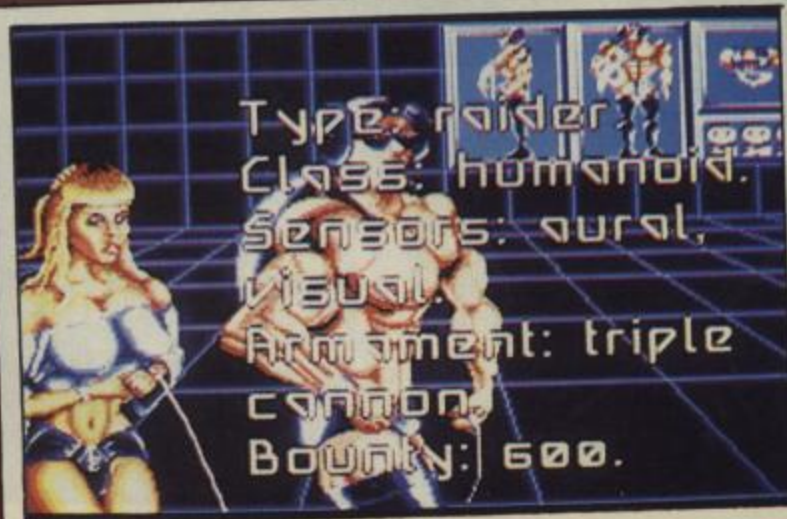 Type: raider.
Class: humanoid.
Sensors: aural,
visual.
Armament: triple
cannon.
Bounty: 600.